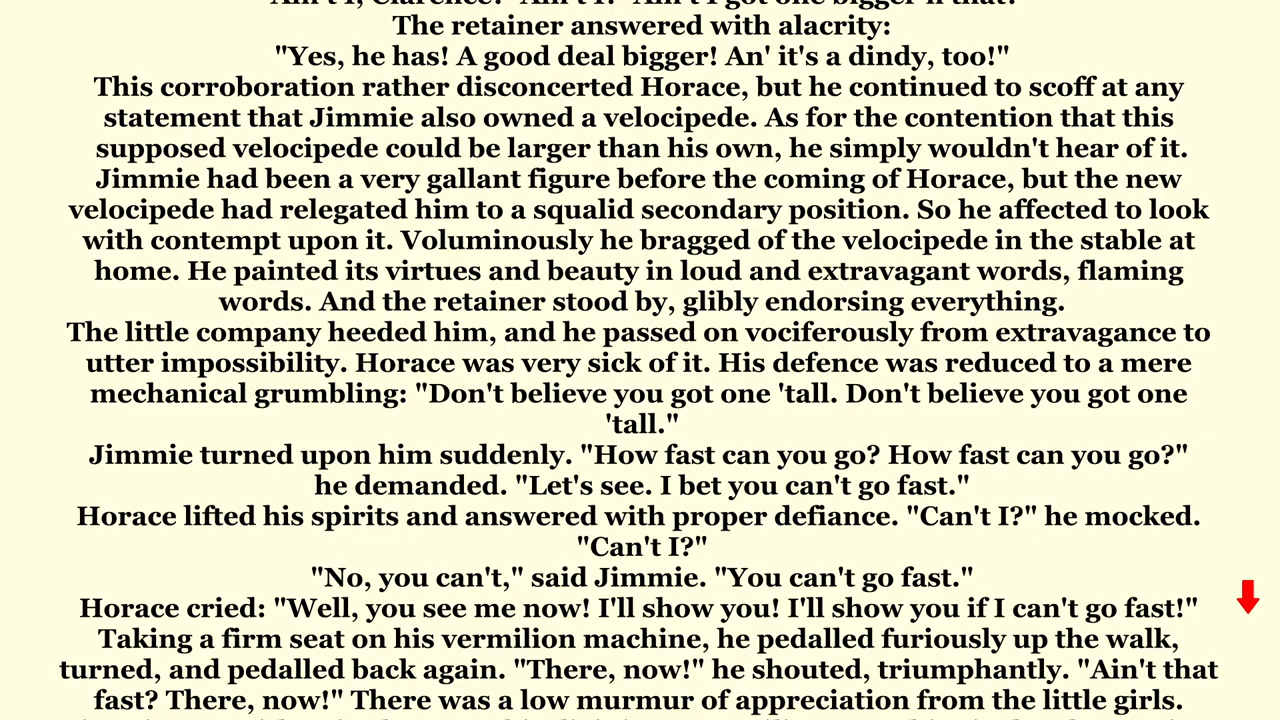 Ain't I, Clarence? Ain't I? Ain't I got one bigger'n that?"
The retainer answered with alacrity:
"Yes, he has! A good deal bigger! An' it's a dindy, too!"
This corroboration rather disconcerted Horace, but he continued to scoff at any
statement that Jimmie also owned a velocipede. As for the contention that this
supposed velocipede could be larger than his own, he simply wouldn't hear of it.
Jimmie had been a very gallant figure before the coming of Horace, but the new
velocipede had relegated him to a squalid secondary position. So he affected to look
with contempt upon it. Voluminously he bragged of the velocipede in the stable at
home. He painted its virtues and beauty in loud and extravagant words, flaming
words. And the retainer stood by, glibly endorsing everything.
The little company heeded him, and he passed on vociferously from extravagance to
utter impossibility. Horace was very sick of it. His defence was reduced to a mere
mechanical grumbling: "Don't believe you got one 'tall. Don't believe you got one
'tall."
Jimmie turned upon him suddenly. "How fast can you go? How fast can you go?"
he demanded. "Let's see. I bet you can't go fast."
Horace lifted his spirits and answered with proper defiance. "Can't I?" he mocked.
"Can't I?"
"No, you can't," said Jimmie. "You can't go fast."
Horace cried: "Well, you see me now! I'll show you! I'll show you if I can't go fast!"
Taking a firm seat on his vermilion machine, he pedalled furiously up the walk,
turned, and pedalled back again. "There, now!" he shouted, triumphantly. "Ain't that
fast? There, now!" There was a low murmur of appreciation from the little girls.